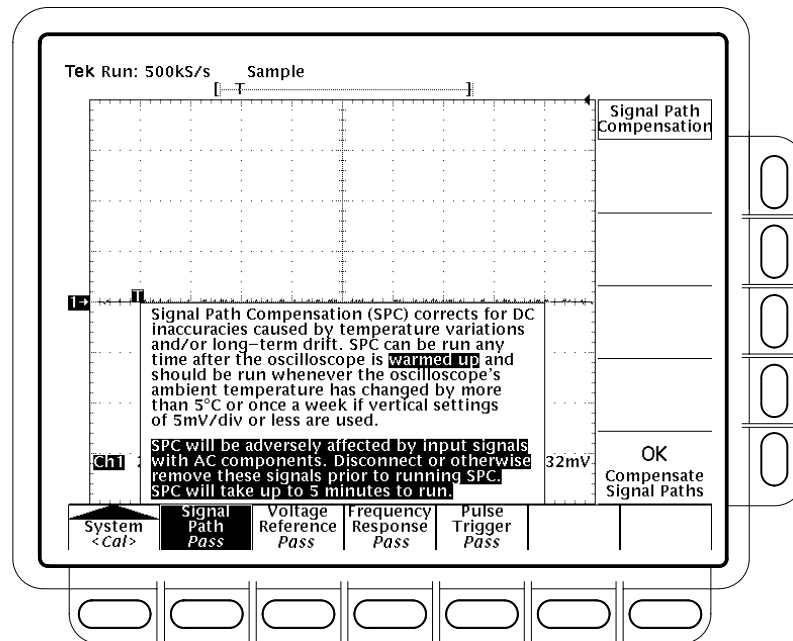 Tek Run: 500kS/s Sample
[ T ]
Signal Path
Compensation
T
1→
Signal Path Compensation (SPC) corrects for DC
inaccuracies caused by temperature variations
and/or long-term drift. SPC can be run any
time after the oscilloscope is warmed up and
should be run whenever the oscilloscope's
ambient temperature has changed by more
than 5°C or once a week if vertical settings
of 5mV/div or less are used.
SPC will be adversely affected by input signals
with AC components. Disconnect or otherwise
remove these signals prior to running SPC.
SPC will take up to 5 minutes to run.
Ch1
32mV
OK
Compensate
Signal Paths
System
<Cal>
Signal
Path
Pass
Voltage
Reference
Pass
Frequency
Response
Pass
Pulse
Trigger
Pass